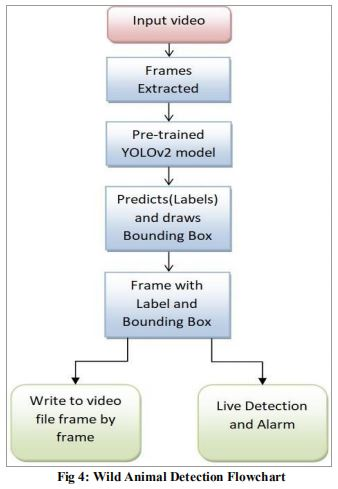 Input video
Frames
Extracted
Pre-trained
YOLOv2 model
Predicts(Labels)
and draws
Bounding Box
Frame with
Label and
Bounding Box
Write to video
file frame by
frame
Live Detection
and Alarm
Fig 4: Wild Animal Detection Flowchart